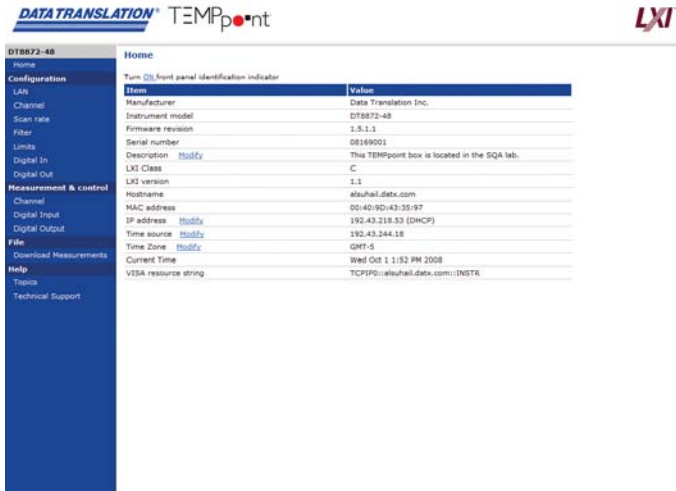 DATA TRANSLATION® TEMPpoint
LXI
DT8872-48
Home
Configuration
LAN
Channel
Scan rate
Filter
Limits
Digital In
Digital Out
Measurement & control
Channel
Digital Input
Digital Output
File
Download Measurements
Help
Topics
Technical Support
Home
Turn ON front panel identification indicator
Item Value
Manufacturer Data Translation Inc.
Instrument model DT8872-48
Firmware revision 1.5.1.1
Serial number 08169001
Description Modify This TEMPpoint box is located in the SQA lab.
LXI Class C
LXI version 1.1
Hostname alsuhail.datx.com
MAC address 00:40:9D:43:35:97
IP address Modify 192.43.218.53 (DHCP)
Time source Modify 192.43.244.18
Time Zone Modify GMT-5
Current Time Wed Oct 1 1:52 PM 2008
VISA resource string TCPIP0::alsuhail.datx.com::INSTR